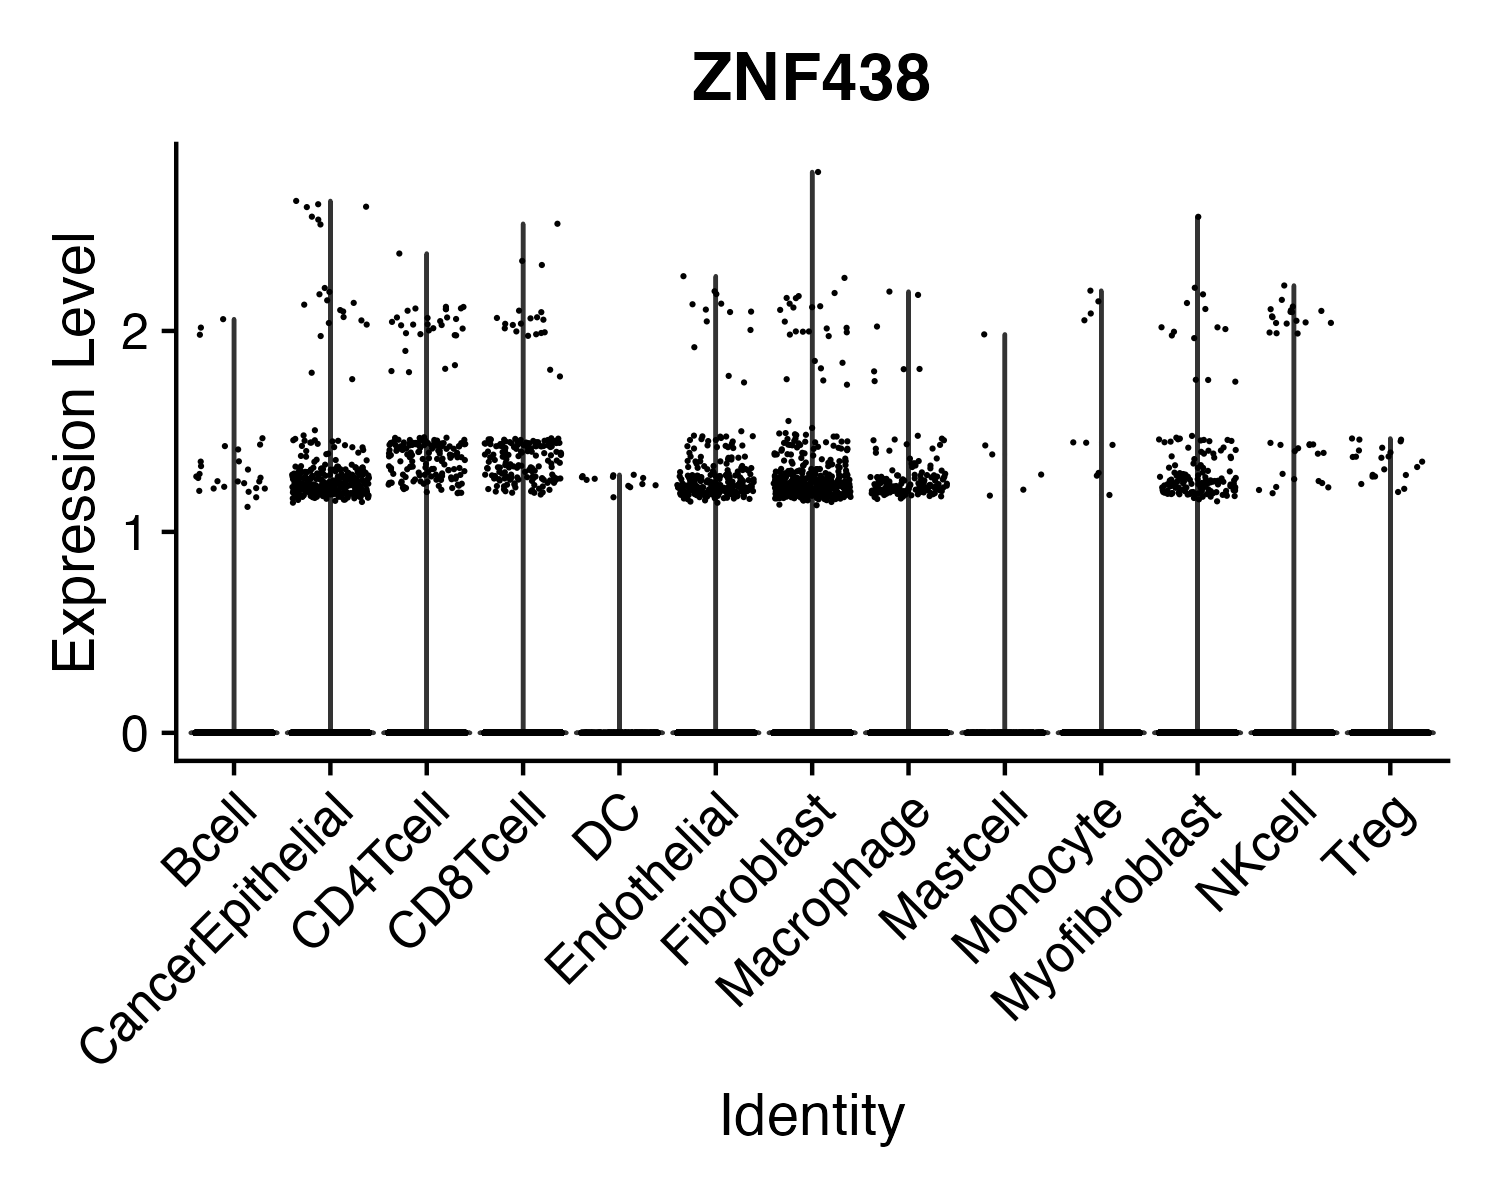 ZNF438
Expression Level
2
1
0
Bcell
CancerEpithelial
CD4Tcell
CD8Tcell
DC
Endothelial
Fibroblast
Macrophage
Mastcell
Monocyte
Myofibroblast
NKcell
Treg
Identity